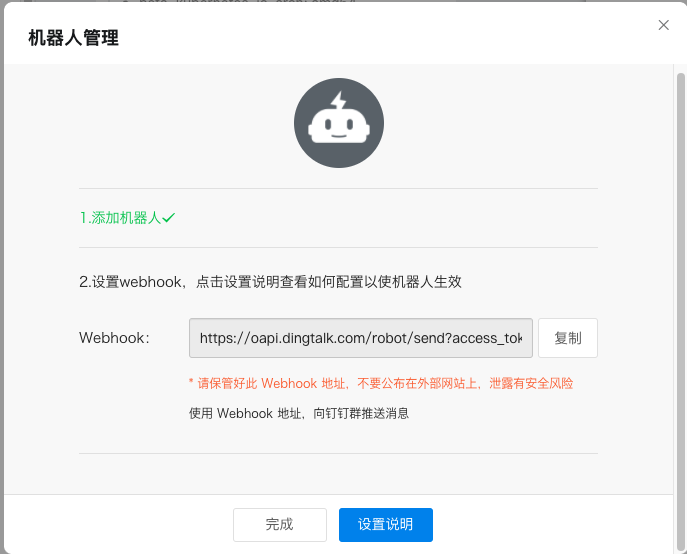 机器人管理
1.添加机器人
2.设置webhook，点击设置说明查看如何配置以使机器人生效
Webhook：
https://oapi.dingtalk.com/robot/send?access_tok
复制
* 请保管好此 Webhook 地址，不要公布在外部网站上，泄露有安全风险
使用 Webhook 地址，向钉钉群推送消息
完成
设置说明